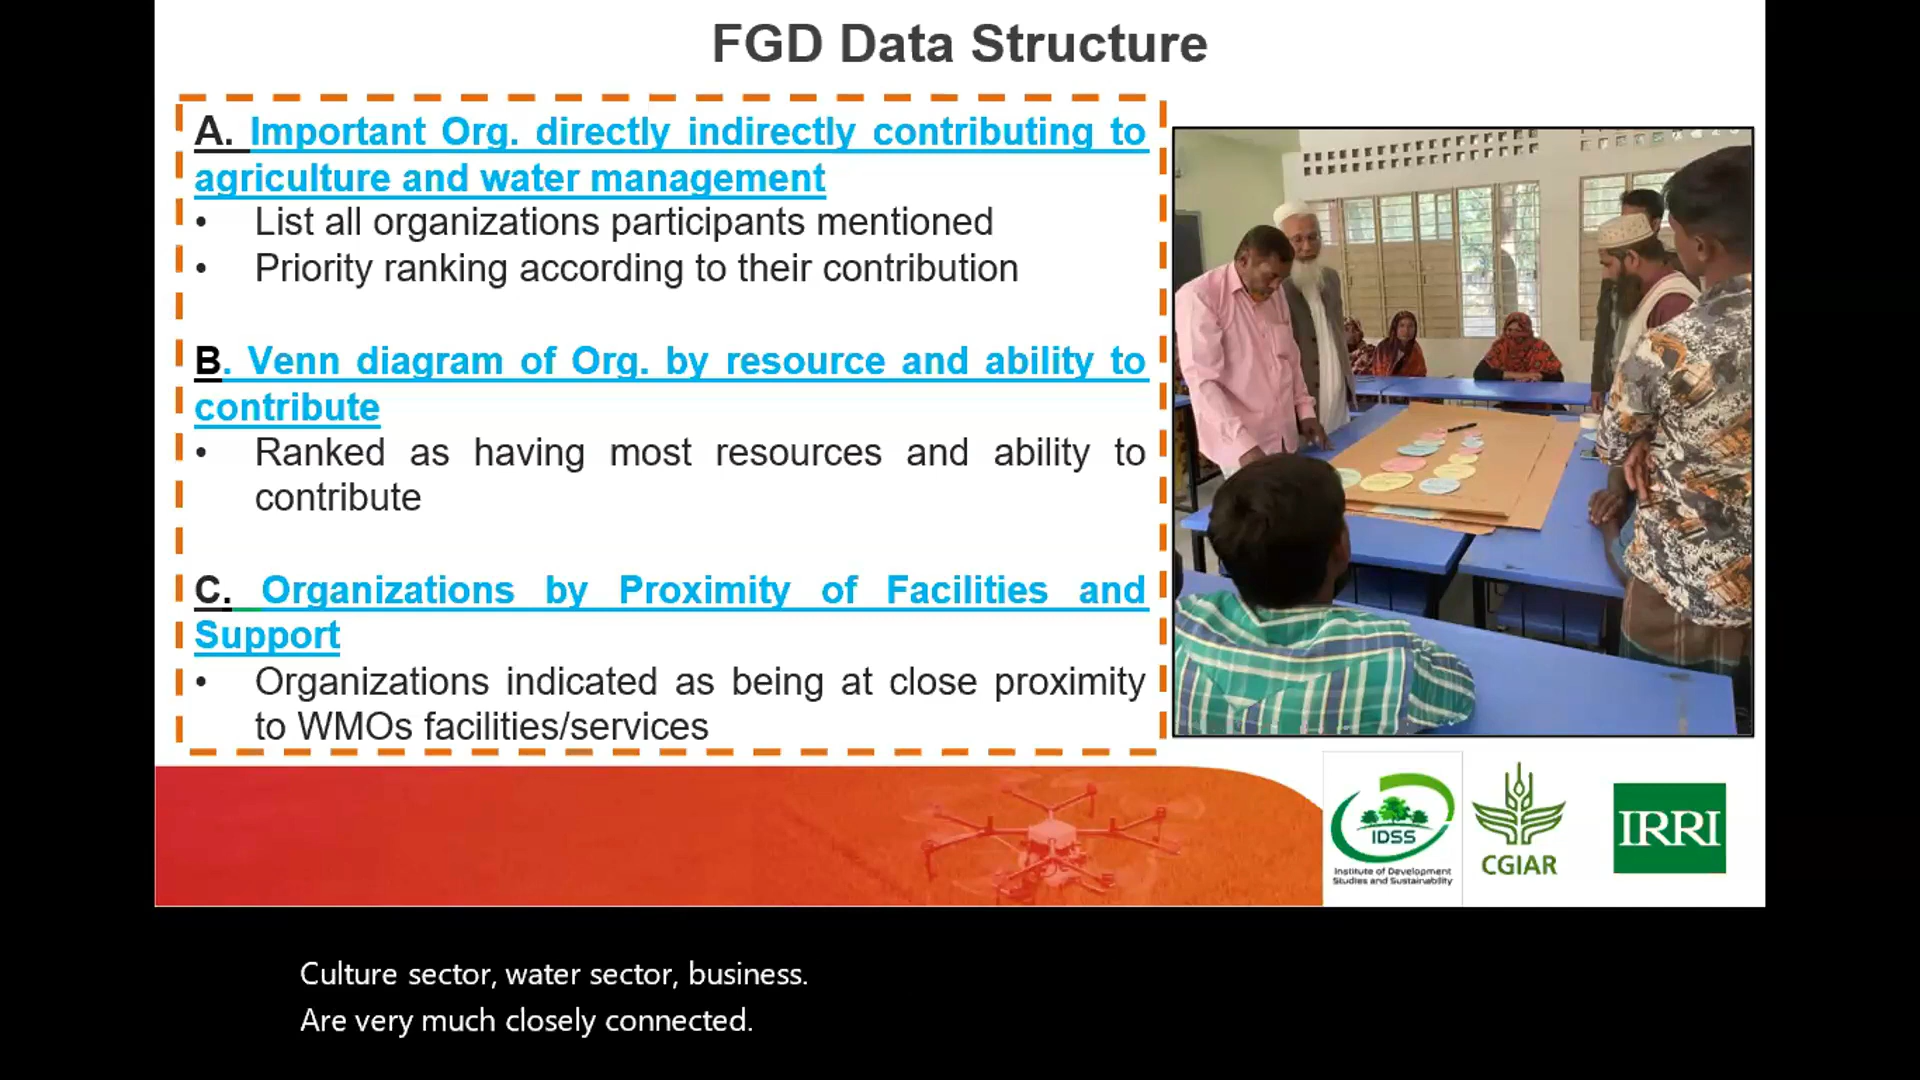 FGD Data Structure
A. Important Org. directly indirectly contributing to
agriculture and water management
• List all organizations participants mentioned
• Priority ranking according to their contribution
B. Venn diagram of Org. by resource and ability to
contribute
• Ranked as having most resources and ability to
contribute
C. Organizations by Proximity of Facilities and
Support
• Organizations indicated as being at close proximity
to WMOs facilities/services
IDSS
Institute of Development
Studies and Sustainability
CGIAR
IRRI
Culture sector, water sector, business.
Are very much closely connected.